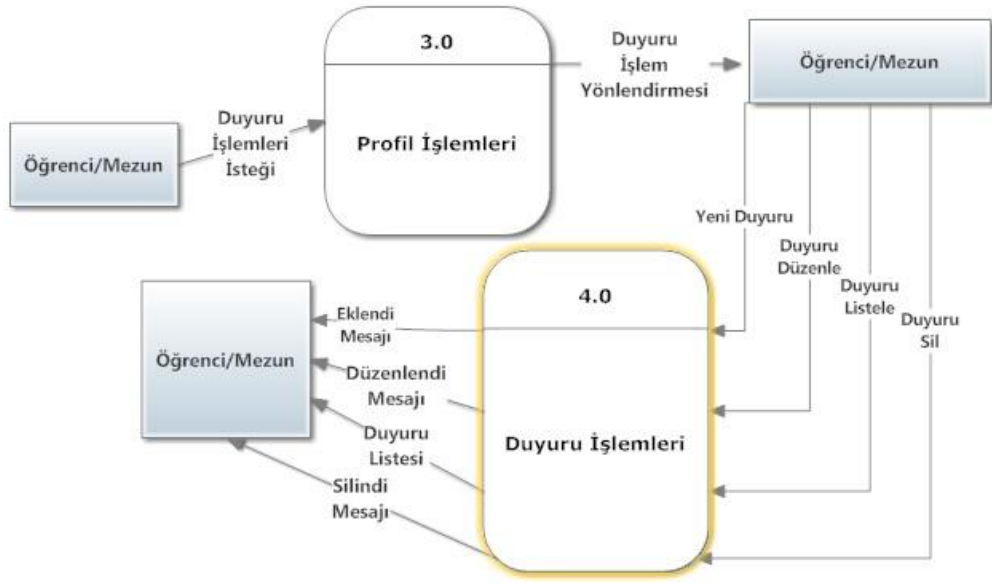 3.0
Profil İşlemleri
Duyuru
İşlem
Yönlendirmesi
Öğrenci/Mezun
Duyuru
İşlemleri
İsteği
Öğrenci/Mezun
Yeni Duyuru
Duyuru
Düzenle
Duyuru
Listele
Duyuru
Sil
4.0
Duyuru İşlemleri
Eklendi
Mesajı
Düzenlendi
Mesajı
Duyuru
Listesi
Silindi
Mesajı
Öğrenci/Mezun